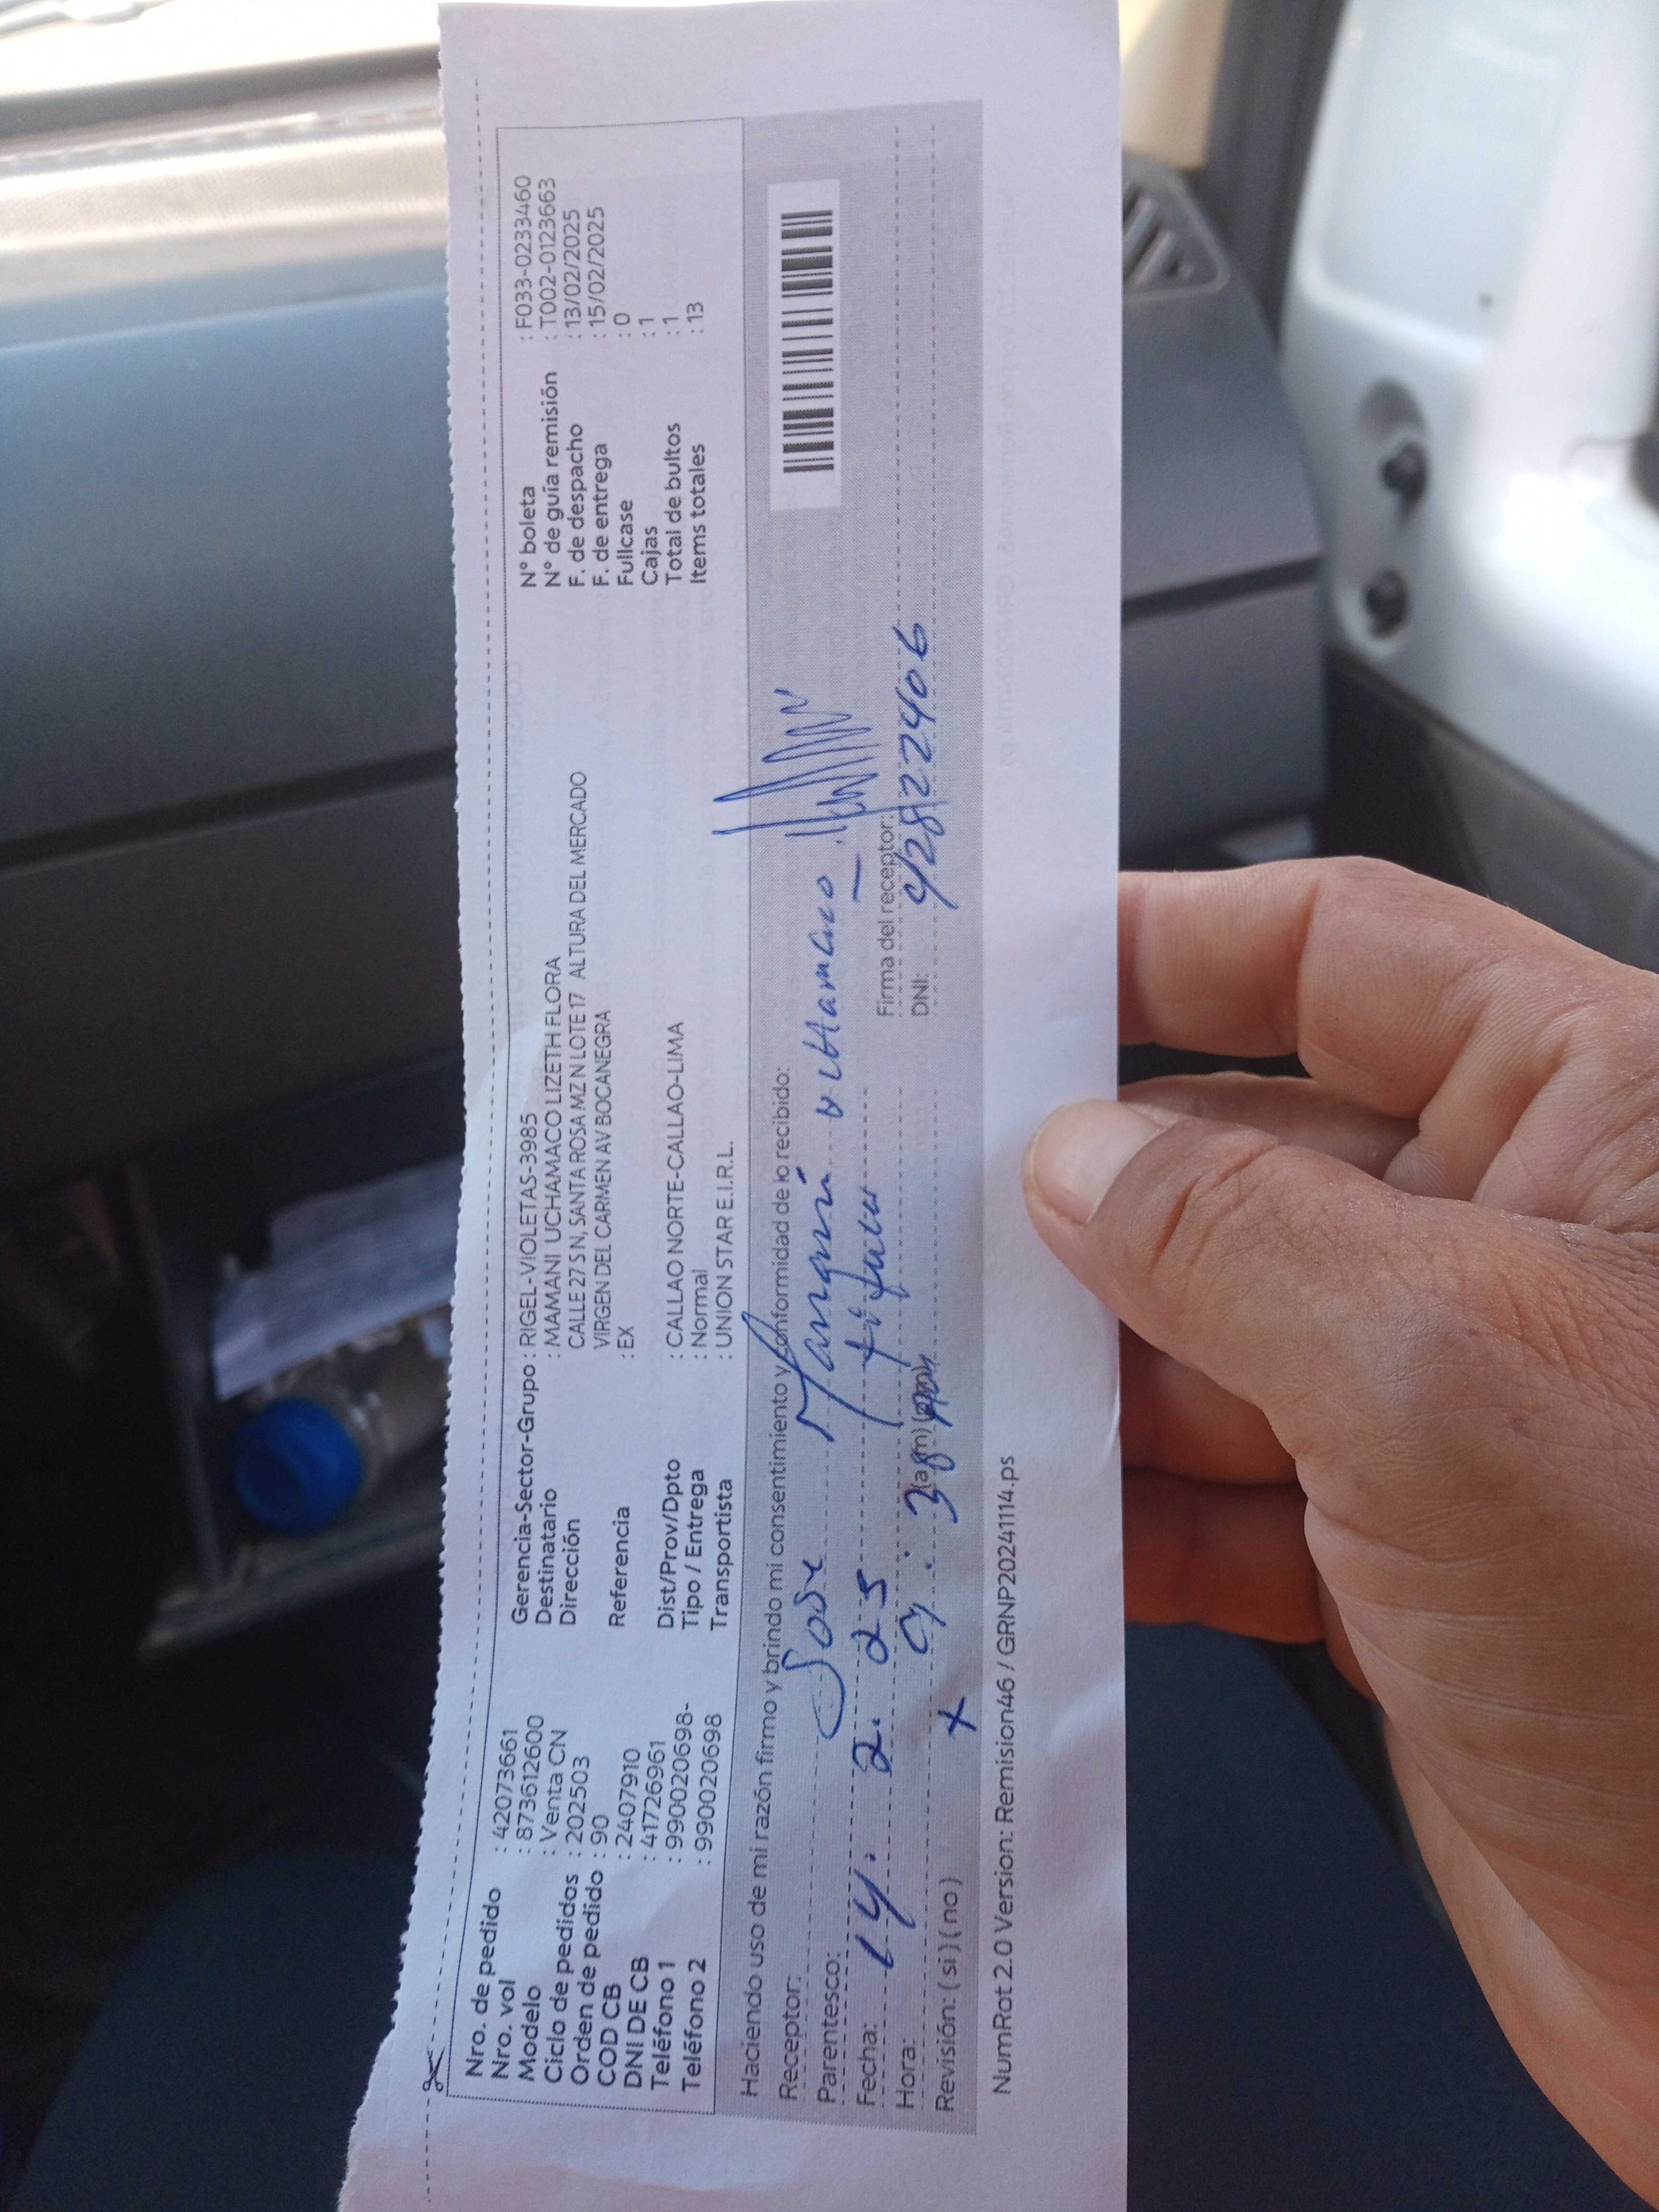 Nro. de pedido : 42073661
Nro. vol : 873612600
Modelo : Venta CN
Ciclo de pedidos : 202503
Orden de pedido : 90
COD CB : 2407910
DNI DE CB : 41726961
Teléfono 1 : 990020698-
Teléfono 2 : 990020698
Gerencia-Sector-Grupo : RIGEL-VIOLETAS-3985
Destinatario : MAMANI UCHAMACO LIZETH FLORA
Dirección CALLE 27 S N, SANTA ROSA MZ N LOTE 17 ALTURA DEL MERCADO
VIRGEN DEL CARMEN AV BOCANEGRA
Referencia : EX
Dist/Prov/Dpto : CALLAO NORTE-CALLAO-LIMA
Tipo / Entrega : Normal
Transportista : UNION STAR E.I.R.L.
N° boleta : F033-0233460
N° de guía remisión : T002-0123663
F. de despacho : 13/02/2025
F. de entrega : 15/02/2025
Fullcase : 0
Cajas : 1
Total de bultos : 1
Items totales : 13
Haciendo uso de mi razón firmo y brindo mi consentimiento y conformidad de lo recibido:
Receptor: Jose Mamani
Parentesco:
Fecha: 14. 2. 25
Hora: (am) (pm)
Revisión: ( si ) ( no ) x
Firma del receptor:
DNI: 42822406
NumRot 2.0 Version: Remision46 / GRNP20241114.ps